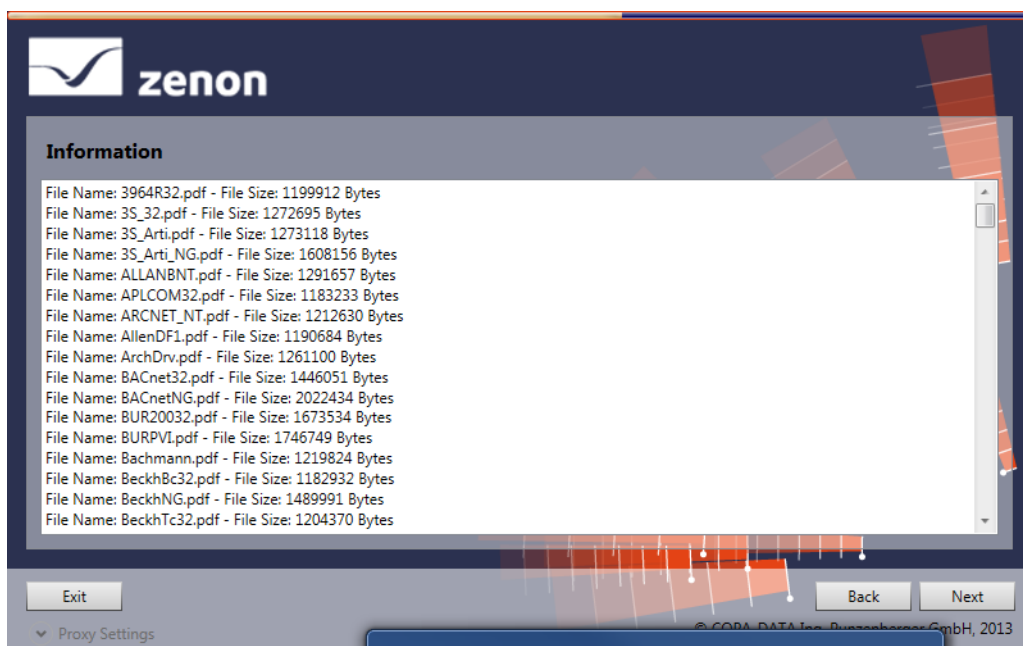 zenon
Information
File Name: 3964R32.pdf - File Size: 1199912 Bytes
File Name: 3S_32.pdf - File Size: 1272695 Bytes
File Name: 3S_Arti.pdf - File Size: 1273118 Bytes
File Name: 3S_Arti_NG.pdf - File Size: 1608156 Bytes
File Name: ALLANBNT.pdf - File Size: 1291657 Bytes
File Name: APLCOM32.pdf - File Size: 1183233 Bytes
File Name: ARCNET_NT.pdf - File Size: 1212630 Bytes
File Name: AllenDF1.pdf - File Size: 1190684 Bytes
File Name: ArchDrv.pdf - File Size: 1261100 Bytes
File Name: BACnet32.pdf - File Size: 1446051 Bytes
File Name: BACnetNG.pdf - File Size: 2022434 Bytes
File Name: BUR20032.pdf - File Size: 1673534 Bytes
File Name: BURPVI.pdf - File Size: 1746749 Bytes
File Name: Bachmann.pdf - File Size: 1219824 Bytes
File Name: BeckhBc32.pdf - File Size: 1182932 Bytes
File Name: BeckhNG.pdf - File Size: 1489991 Bytes
File Name: BeckhTc32.pdf - File Size: 1204370 Bytes
Exit
Back
Next
Proxy Settings
© COPA-DATA Ing. Punzenberger GmbH, 2013